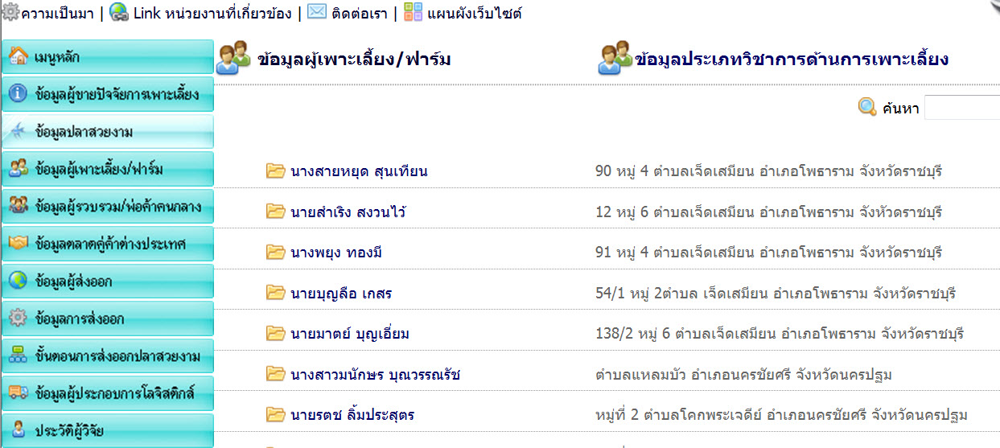 ความเป็นมา | Link หน่วยงานที่เกี่ยวข้อง | ติดต่อเรา | แผนผังเว็บไซต์
เมนูหลัก
ข้อมูลผู้ขายปัจจัยการเพาะเลี้ยง
ข้อมูลปลาสวยงาม
ข้อมูลผู้เพาะเลี้ยง/ฟาร์ม
ข้อมูลผู้รวบรวม/พ่อค้าคนกลาง
ข้อมูลตลาดคู่ค้าต่างประเทศ
ข้อมูลผู้ส่งออก
ข้อมูลการส่งออก
ขั้นตอนการส่งออกปลาสวยงาม
ข้อมูลผู้ประกอบการโลจิสติกส์
ประวัติผู้วิจัย
ข้อมูลผู้เพาะเลี้ยง/ฟาร์ม ข้อมูลประเภทวิชาการด้านการเพาะเลี้ยง
ค้นหา
นางสายหยุด สุนเทียน 90 หมู่ 4 ตำบลเจ็ดเสมียน อำเภอโพธาราม จังหวัดราชบุรี
นายสำเริง สงวนไว้ 12 หมู่ 6 ตำบลเจ็ดเสมียน อำเภอโพธาราม จังหัวดราชบุรี
นางพยุง ทองมี 91 หมู่ 4 ตำบลเจ็ดเสมียน อำเภอโพธาราม จังหวัดราชบุรี
นายบุญลือ เกสร 54/1 หมู่ 2ตำบล เจ็ดเสมียน อำเภอโพธาราม จังหวัดราชบุรี
นายมาตย์ บุญเอี่ยม 138/2 หมู่ 6 ตำบลเจ็ดเสมียน อำเภอโพธาราม จังหวัดราชบุรี
นางสาวมนักษร บุณวรรณรัช ตำบลแหลมบัว อำเภอนครชัยศรี จังหวัดนครปฐม
นายรตช ลิ้มประสุตร หมู่ที่ 2 ตำบลโคกพระเจดีย์ อำเภอนครชัยศรี จังหวัดนครปฐม